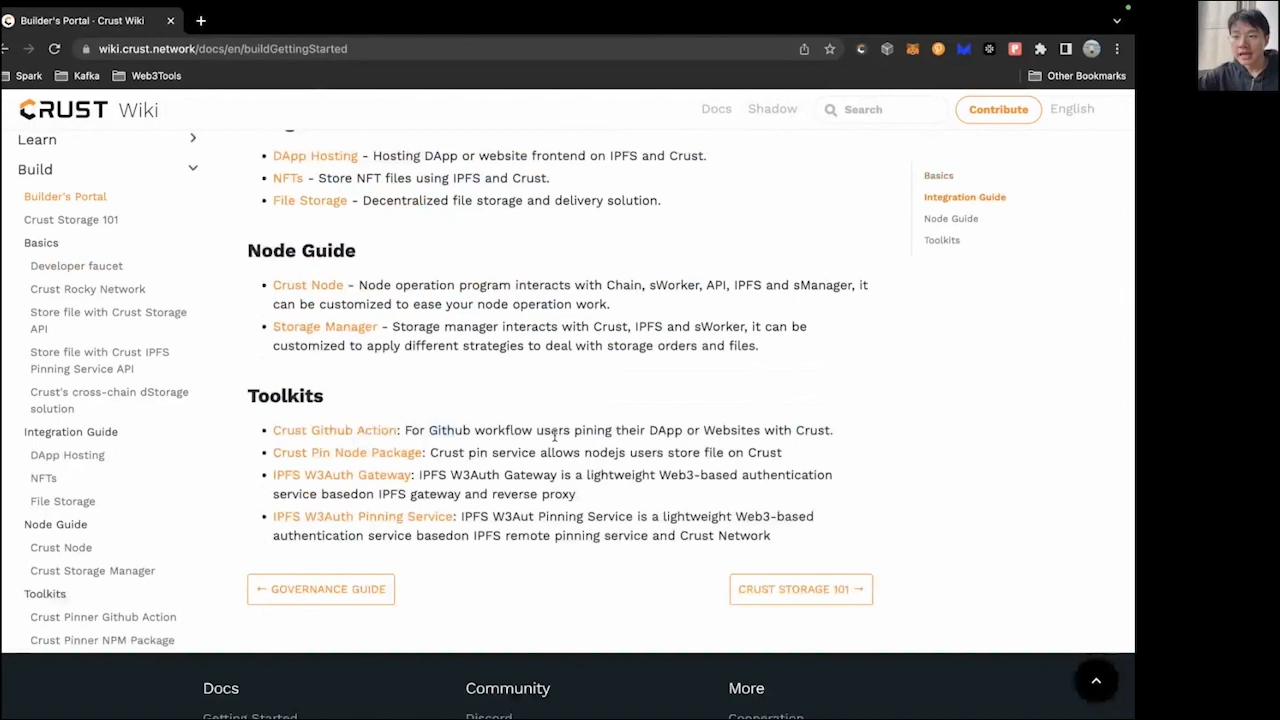 Builder's Portal - Crust Wiki
wiki.crust.network/docs/en/buildGettingStarted
Spark
Kafka
Web3Tools
Other Bookmarks
CRUST Wiki
Docs
Shadow
Search
Contribute
English
Learn
Build
Builder's Portal
Crust Storage 101
Basics
Developer faucet
Crust Rocky Network
Store file with Crust Storage
API
Store file with Crust IPFS
Pinning Service API
Crust's cross-chain dStorage
solution
Integration Guide
DApp Hosting
NFTs
File Storage
Node Guide
Crust Node
Crust Storage Manager
Toolkits
Crust Pinner Github Action
Crust Pinner NPM Package
DApp Hosting - Hosting DApp or website frontend on IPFS and Crust.
NFTs - Store NFT files using IPFS and Crust.
File Storage - Decentralized file storage and delivery solution.
Node Guide
Crust Node - Node operation program interacts with Chain, sWorker, API, IPFS and sManager, it
can be customized to ease your node operation work.
Storage Manager - Storage manager interacts with Crust, IPFS and sWorker, it can be
customized to apply different strategies to deal with storage orders and files.
Toolkits
Crust Github Action: For Github workflow users pining their DApp or Websites with Crust.
Crust Pin Node Package: Crust pin service allows nodejs users store file on Crust
IPFS W3Auth Gateway: IPFS W3Auth Gateway is a lightweight Web3-based authentication
service basedon IPFS gateway and reverse proxy
IPFS W3Auth Pinning Service: IPFS W3Aut Pinning Service is a lightweight Web3-based
authentication service basedon IPFS remote pinning service and Crust Network
← GOVERNANCE GUIDE
CRUST STORAGE 101 →
Basics
Integration Guide
Node Guide
Toolkits
Docs
Community
More
Getting Started
Discord
Cooperation